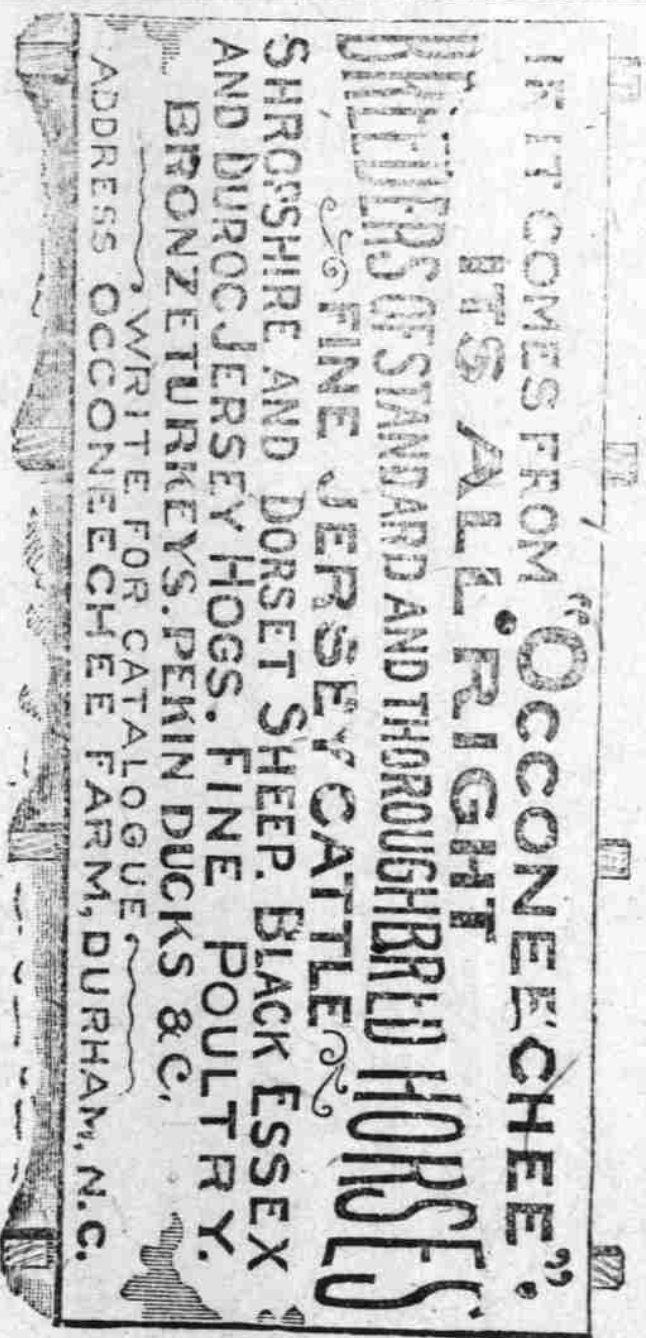 IF IT COMES FROM "OCCONEECHEE".
ITS ALL RIGHT
BREEDERS OF STANDARD AND THOROUGHBRED HORSES
FINE JERSEY CATTLE
SHROPSHIRE AND DORSET SHEEP. BLACK ESSEX
AND DUROC JERSEY HOGS. FINE POULTRY.
BRONZE TURKEYS. PEKIN DUCKS &C.
WRITE FOR CATALOGUE
ADDRESS OCCONEECHEE FARM, DURHAM, N.C.